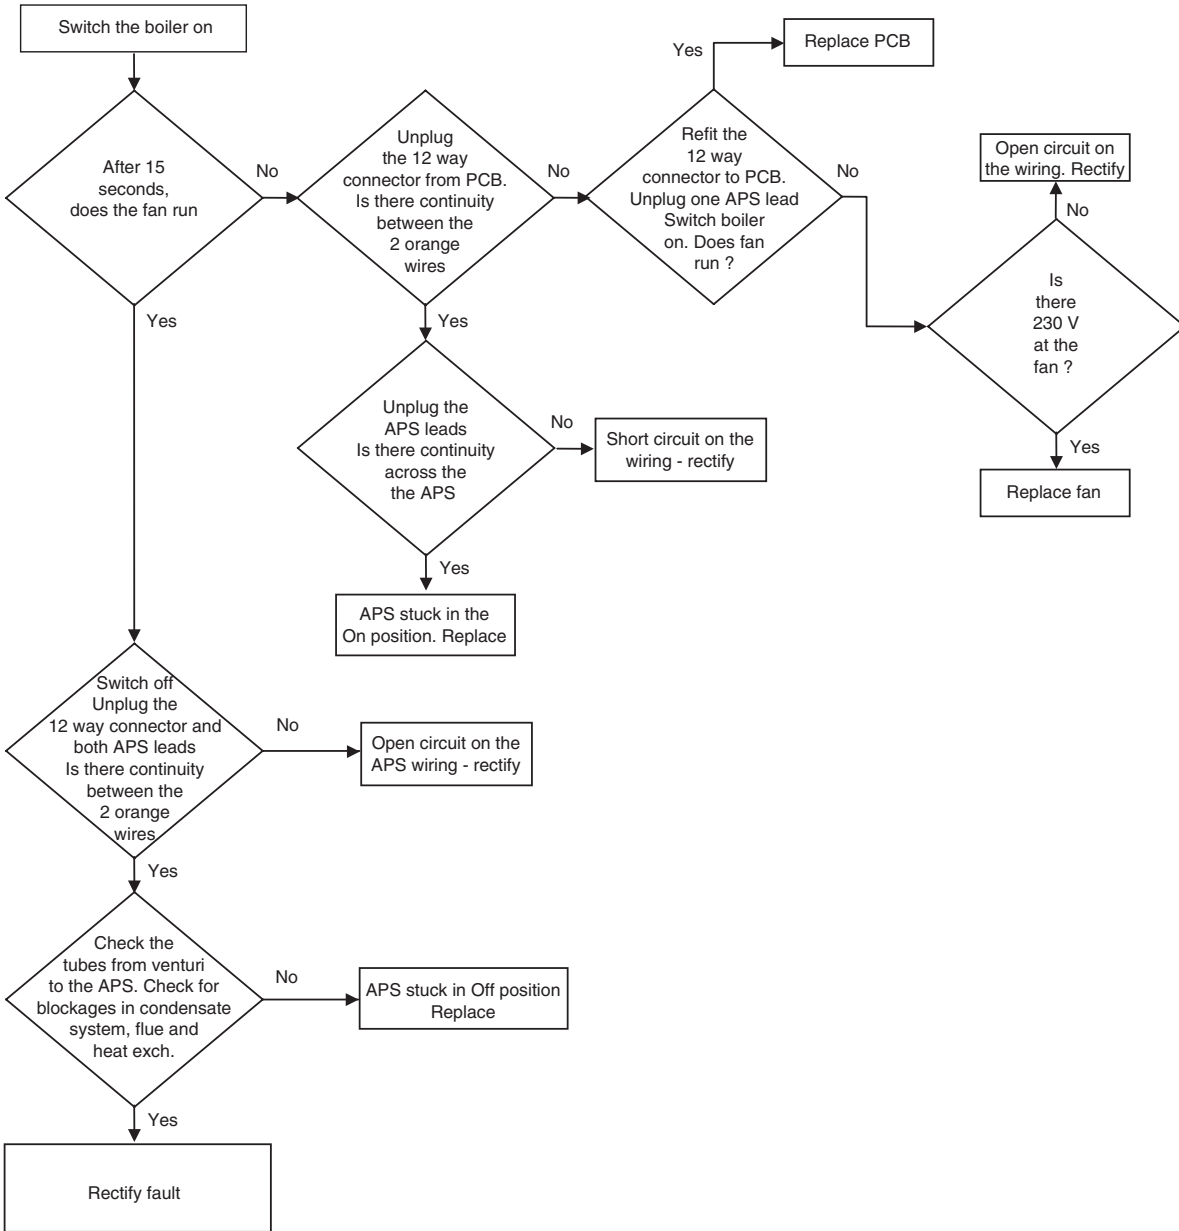 Switch the boiler on
After 15
seconds,
does the fan run
No
Yes
Unplug
the 12 way
connector from PCB.
Is there continuity
between the
2 orange
wires
No
Yes
Refit the
12 way
connector to PCB.
Unplug one APS lead
Switch boiler
on. Does fan
run ?
Yes
Replace PCB
No
Open circuit on
the wiring. Rectify
No
Is
there
230 V
at the
fan ?
Yes
Replace fan
Unplug the
APS leads
Is there continuity
across the
the APS
No
Short circuit on the
wiring - rectify
Yes
APS stuck in the
On position. Replace
Switch off
Unplug the
12 way connector and
both APS leads
Is there continuity
between the
2 orange
wires
No
Open circuit on the
APS wiring - rectify
Yes
Check the
tubes from venturi
to the APS. Check for
blockages in condensate
system, flue and
heat exch.
No
APS stuck in Off position
Replace
Yes
Rectify fault